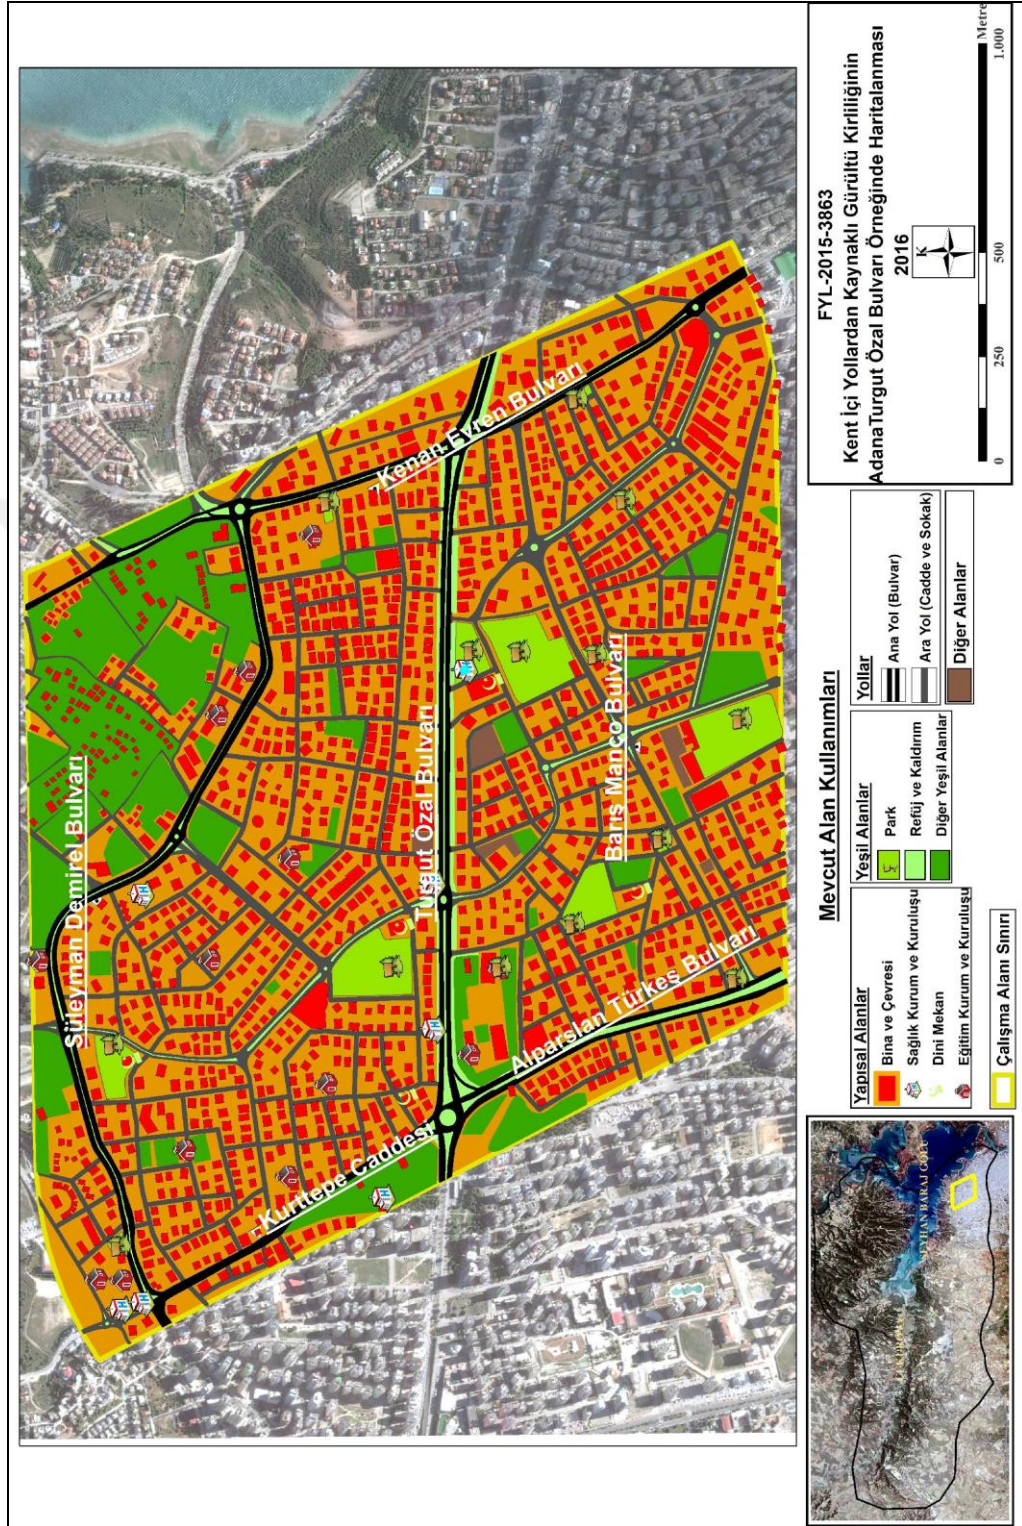 FYL-2015-3863
Kent İçi Yollardan Kaynaklı Gürültü Kirliliğinin
AdanaTurgut Özal Bulvarı Örneğinde Haritalanması
2016
K
0
250
500
1.000
Metre
Süleyman Demirel Bulvarı
Kenan Evren Bulvarı
Turgut Özal Bulvarı
Barış Manço Bulvarı
Alparslan Türkeş Bulvarı
Kurttepe Caddesi
Mevcut Alan Kullanımları
Yapısal Alanlar
Bina ve Çevresi
Sağlık Kurum ve Kuruluşu
Dini Mekan
Eğitim Kurum ve Kuruluşu
Yeşil Alanlar
Park
Refüj ve Kaldırım
Diğer Yeşil Alanlar
Yollar
Ana Yol (Bulvar)
Ara Yol (Cadde ve Sokak)
Diğer Alanlar
Çalışma Alanı Sınırı
BARAJ GÖLÜ